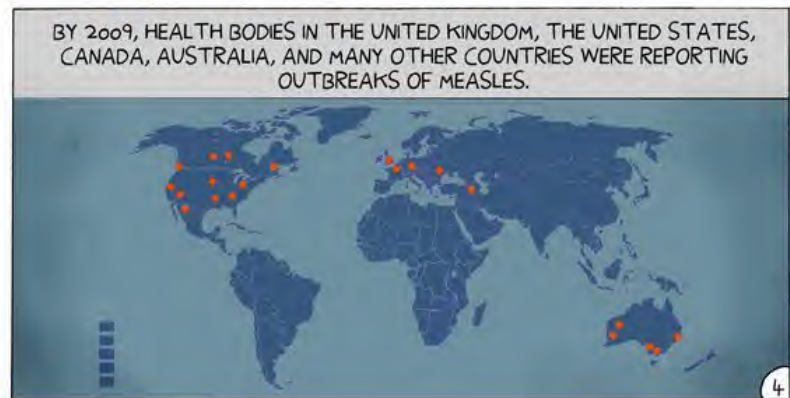 BY 2009, HEALTH BODIES IN THE UNITED KINGDOM, THE UNITED STATES,
CANADA, AUSTRALIA, AND MANY OTHER COUNTRIES WERE REPORTING
OUTBREAKS OF MEASLES.
4